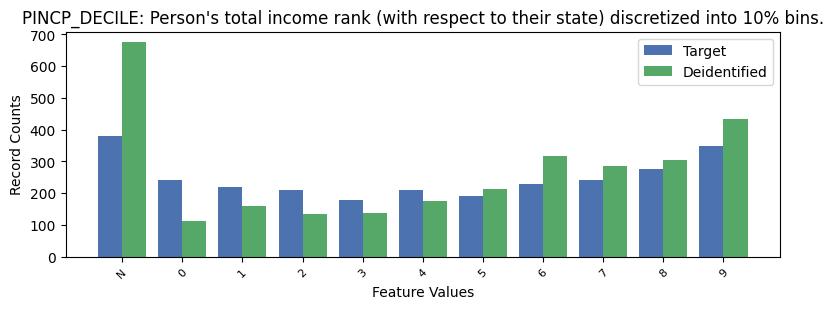 PINCP_DECILE: Person's total income rank (with respect to their state) discretized into 10% bins.
700
600
500
400
300
200
100
0
Record Counts
Target
Deidentified
N 0 1 2 3 4 5 6 7 8 9
Feature Values